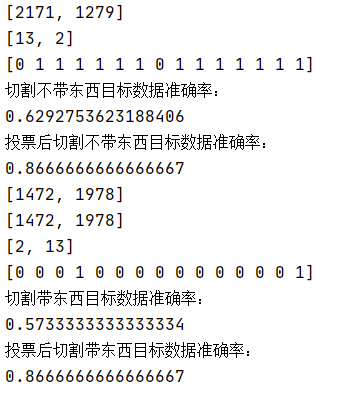 [2171, 1279]
[13, 2]
[0 1 1 1 1 1 1 1 0 1 1 1 1 1 1 1]
切割不带东西目标数据准确率：
0.6292753623188406
投票后切割不带东西目标数据准确率：
0.8666666666666667
[1472, 1978]
[1472, 1978]
[2, 13]
[0 0 0 1 0 0 0 0 0 0 0 0 0 0 1]
切割带东西目标数据准确率：
0.5733333333333334
投票后切割带东西目标数据准确率：
0.8666666666666667